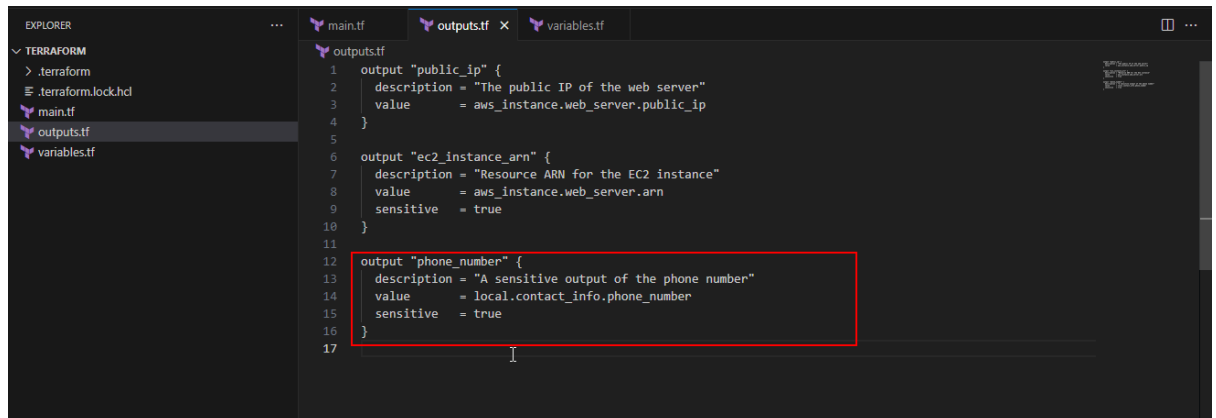 EXPLORER
...
main.tf
outputs.tf
variables.tf
...
TERRAFORM
.terraform
.terraform.lock.hcl
main.tf
outputs.tf
variables.tf
outputs.tf
1 output "public_ip" {
2   description = "The public IP of the web server"
3   value       = aws_instance.web_server.public_ip
4 }
5
6 output "ec2_instance_arn" {
7   description = "Resource ARN for the EC2 instance"
8   value       = aws_instance.web_server.arn
9   sensitive   = true
10 }
11
12 output "phone_number" {
13   description = "A sensitive output of the phone number"
14   value       = local.contact_info.phone_number
15   sensitive   = true
16 }
17